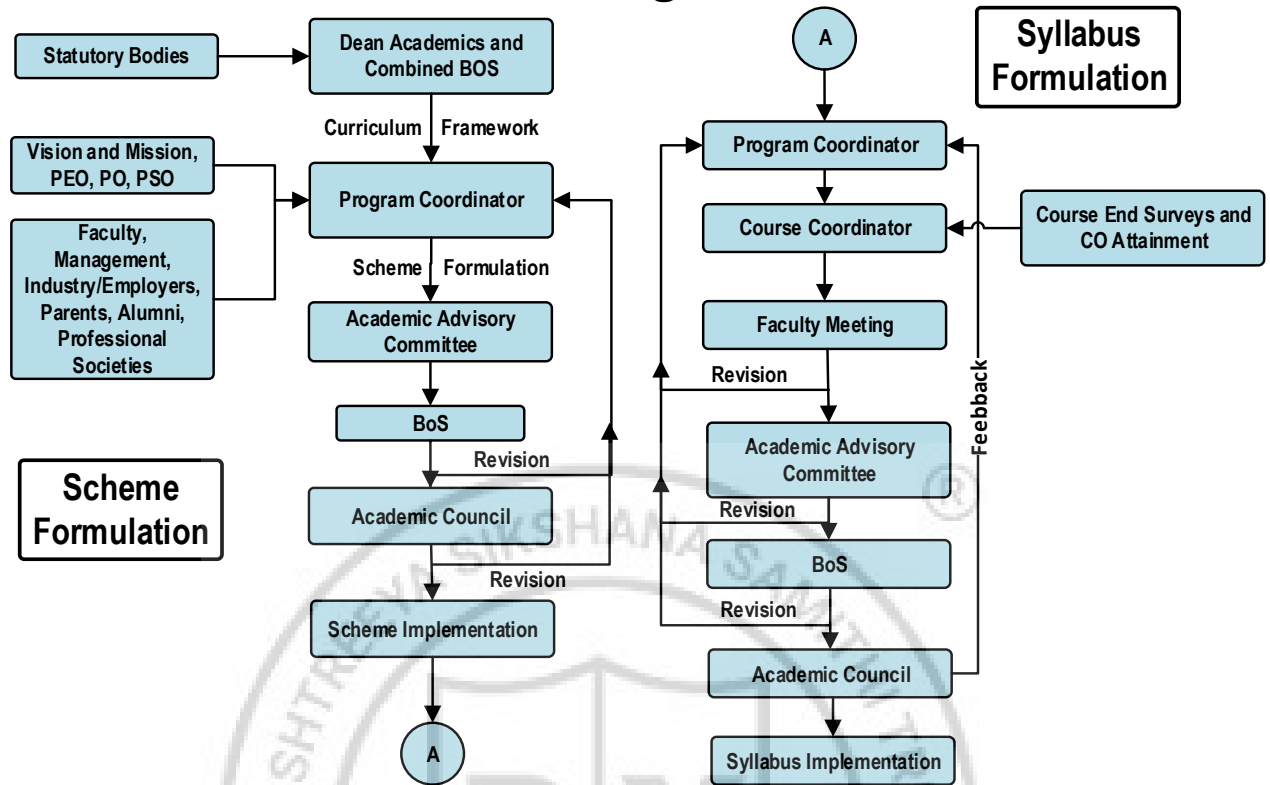 Statutory Bodies
Dean Academics and
Combined BOS
Curriculum Framework
Vision and Mission,
PEO, PO, PSO
Program Coordinator
Faculty,
Management,
Industry/Employers,
Parents, Alumni,
Professional
Societies
Scheme Formulation
Academic Advisory
Committee
BoS
Revision
Scheme
Formulation
Academic Council
Revision
Scheme Implementation
A
A
Syllabus
Formulation
Program Coordinator
Course Coordinator
Course End Surveys and
CO Attainment
Faculty Meeting
Revision
Feebback
Academic Advisory
Committee
Revision
BoS
Revision
Academic Council
Syllabus Implementation
SHTREEYA SIKSHANA SAMITHI
®